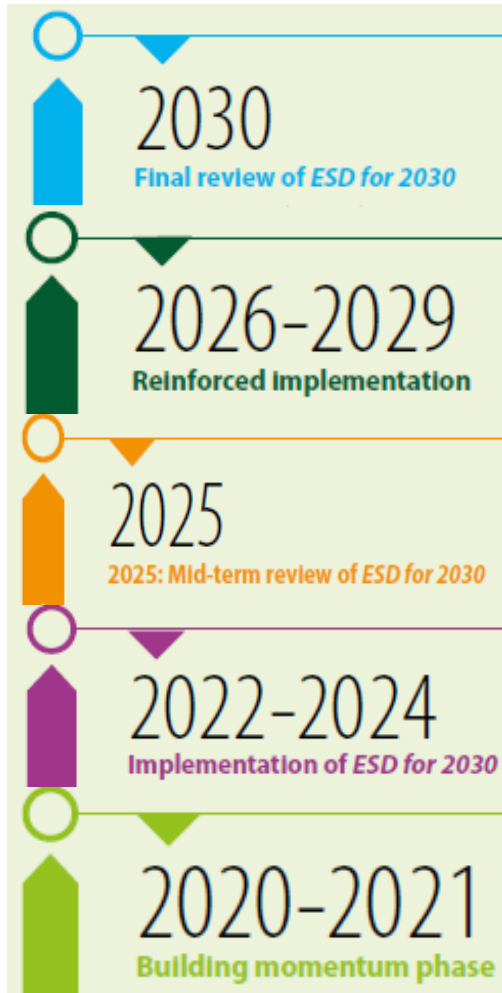 2030
Final review of ESD for 2030
2026–2029
Reinforced implementation
2025
2025: Mid-term review of ESD for 2030
2022–2024
Implementation of ESD for 2030
2020–2021
Building momentum phase